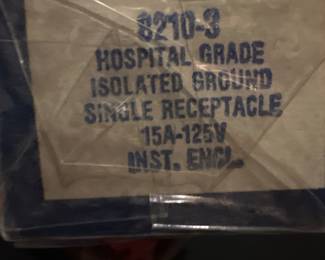 8210-3
HOSPITAL GRADE
ISOLATED GROUND
SINGLE RECEPTACLE
15A-125V
INST. ENCL.